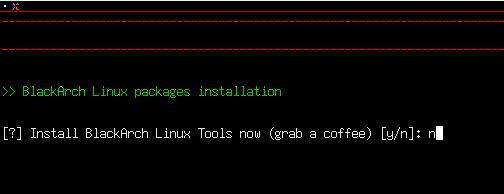 >> BlackArch Linux packages installation
[?] Install BlackArch Linux Tools now (grab a coffee) [y/n]: n